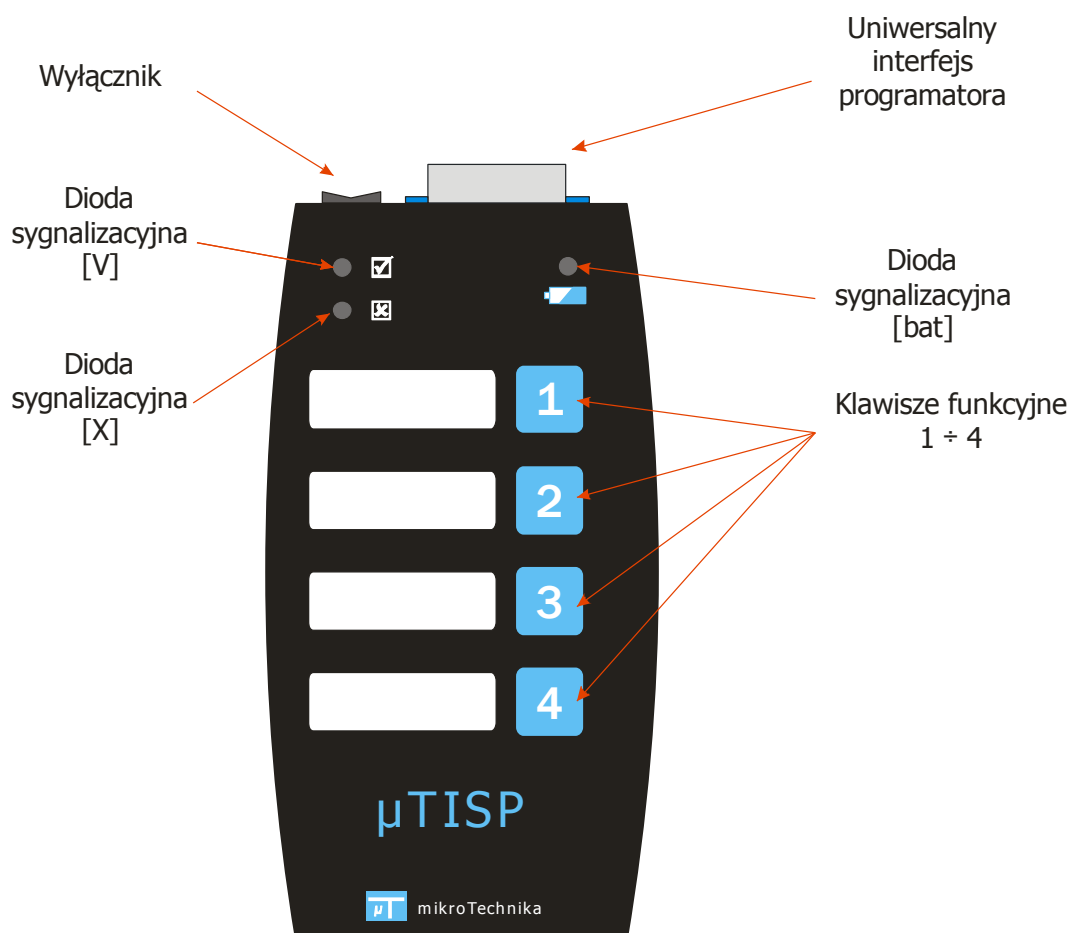 Uniwersalny
interfejs
programatora
Wyłącznik
Dioda
sygnalizacyjna
[V]
Dioda
sygnalizacyjna
[bat]
Dioda
sygnalizacyjna
[X]
Klawisze funkcyjne
1 ÷ 4
1
2
3
4
µTISP
µT mikroTechnika